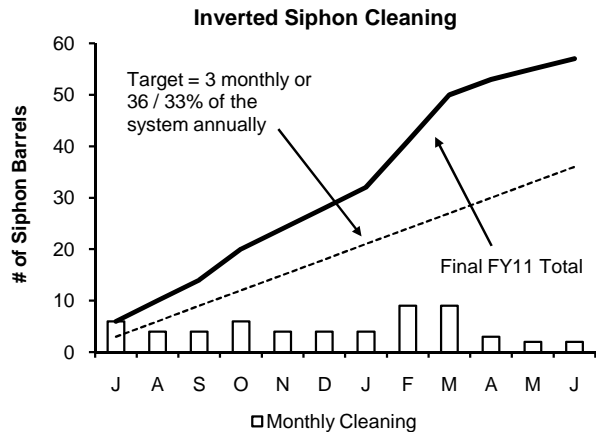 Inverted Siphon Cleaning
# of Siphon Barrels
60
50
40
30
20
10
0
Target = 3 monthly or
36 / 33% of the
system annually
Final FY11 Total
J A S O N D J F M A M J
Monthly Cleaning